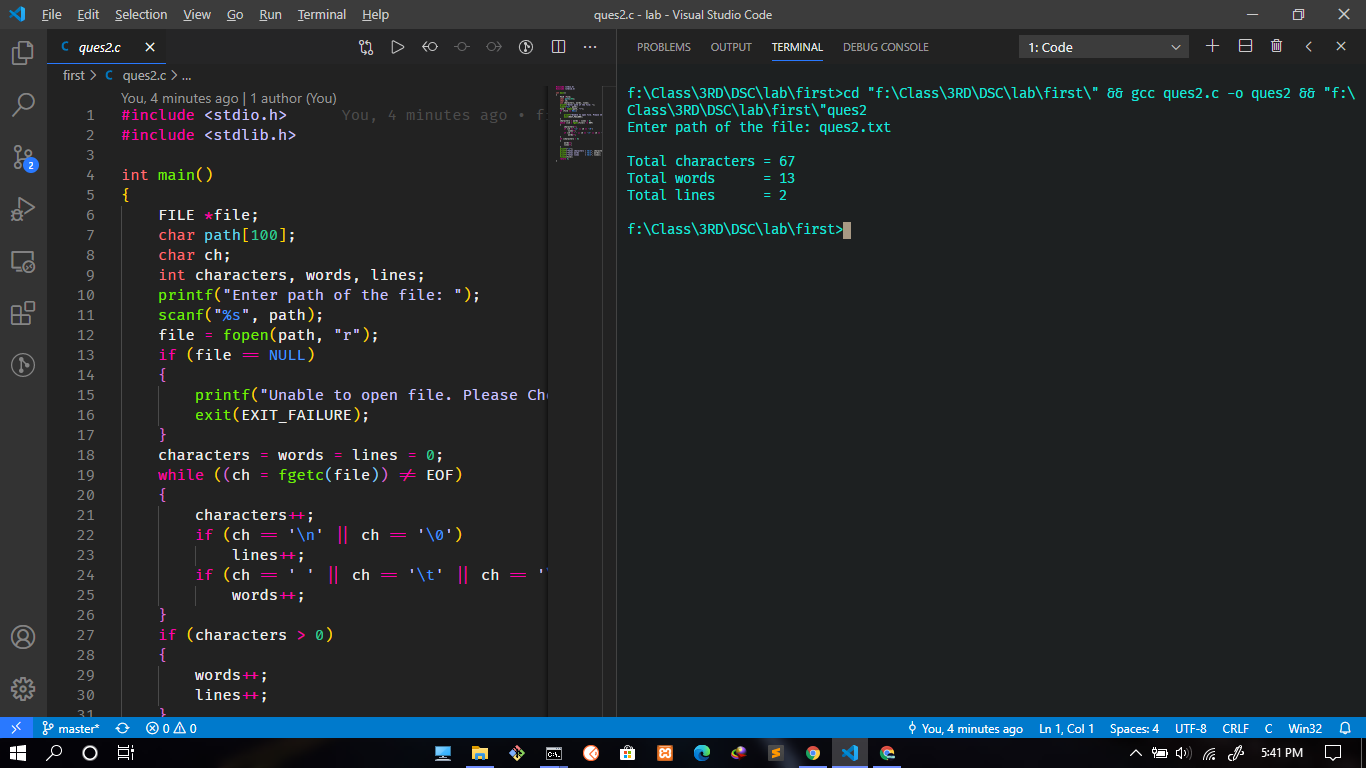 File Edit Selection View Go Run Terminal Help
ques2.c - lab - Visual Studio Code
C ques2.c
first > C ques2.c > ...
You, 4 minutes ago | 1 author (You)
1 #include <stdio.h> You, 4 minutes ago • fi
2 #include <stdlib.h>
3
4 int main()
5 {
6 FILE *file;
7 char path[100];
8 char ch;
9 int characters, words, lines;
10 printf("Enter path of the file: ");
11 scanf("%s", path);
12 file = fopen(path, "r");
13 if (file == NULL)
14 {
15 printf("Unable to open file. Please Che
16 exit(EXIT_FAILURE);
17 }
18 characters = words = lines = 0;
19 while ((ch = fgetc(file)) != EOF)
20 {
21 characters++;
22 if (ch == '\n' || ch == '\0')
23 lines++;
24 if (ch == ' ' || ch == '\t' || ch == '\
25 words++;
26 }
27 if (characters > 0)
28 {
29 words++;
30 lines++;
31 }
PROBLEMS OUTPUT TERMINAL DEBUG CONSOLE
1: Code
f:\Class\3RD\DSC\lab\first>cd "f:\Class\3RD\DSC\lab\first\" && gcc ques2.c -o ques2 && "f:\
Class\3RD\DSC\lab\first\"ques2
Enter path of the file: ques2.txt
Total characters = 67
Total words = 13
Total lines = 2
f:\Class\3RD\DSC\lab\first>
2
master* 0 0
You, 4 minutes ago Ln 1, Col 1 Spaces: 4 UTF-8 CRLF C Win32
5:41 PM